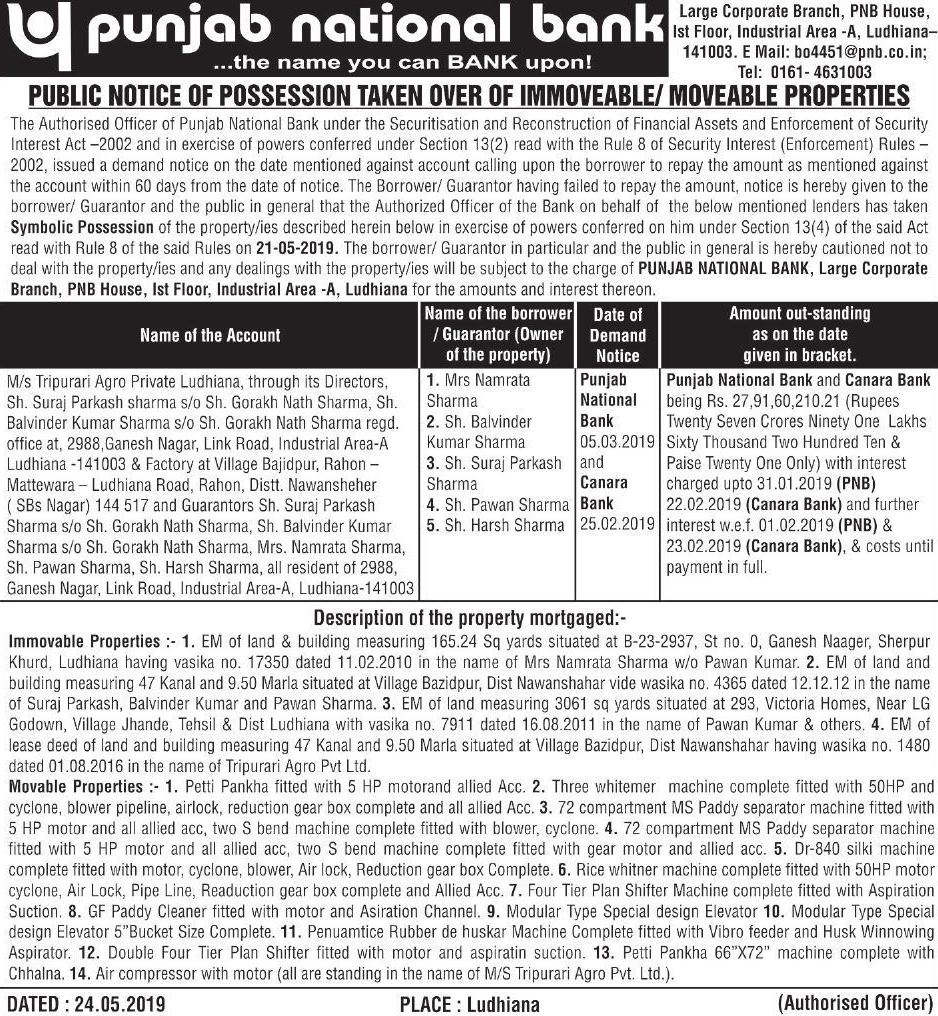 punjab national bank
...the name you can BANK upon!
Large Corporate Branch, PNB House,
Ist Floor, Industrial Area -A, Ludhiana–
141003. E Mail: bo4451@pnb.co.in;
Tel: 0161- 4631003
PUBLIC NOTICE OF POSSESSION TAKEN OVER OF IMMOVEABLE/ MOVEABLE PROPERTIES
The Authorised Officer of Punjab National Bank under the Securitisation and Reconstruction of Financial Assets and Enforcement of Security
Interest Act –2002 and in exercise of powers conferred under Section 13(2) read with the Rule 8 of Security Interest (Enforcement) Rules –
2002, issued a demand notice on the date mentioned against account calling upon the borrower to repay the amount as mentioned against
the account within 60 days from the date of notice. The Borrower/ Guarantor having failed to repay the amount, notice is hereby given to the
borrower/ Guarantor and the public in general that the Authorized Officer of the Bank on behalf of the below mentioned lenders has taken
Symbolic Possession of the property/ies described herein below in exercise of powers conferred on him under Section 13(4) of the said Act
read with Rule 8 of the said Rules on 21-05-2019. The borrower/ Guarantor in particular and the public in general is hereby cautioned not to
deal with the property/ies and any dealings with the property/ies will be subject to the charge of PUNJAB NATIONAL BANK, Large Corporate
Branch, PNB House, Ist Floor, Industrial Area -A, Ludhiana for the amounts and interest thereon.
Name of the Account
Name of the borrower
/ Guarantor (Owner
of the property)
Date of
Demand
Notice
Amount out-standing
as on the date
given in bracket.
M/s Tripurari Agro Private Ludhiana, through its Directors,
Sh. Suraj Parkash sharma s/o Sh. Gorakh Nath Sharma, Sh.
Balvinder Kumar Sharma s/o Sh. Gorakh Nath Sharma regd.
office at, 2988,Ganesh Nagar, Link Road, Industrial Area-A
Ludhiana -141003 & Factory at Village Bajidpur, Rahon –
Mattewara – Ludhiana Road, Rahon, Distt. Nawansheher
( SBs Nagar) 144 517 and Guarantors Sh. Suraj Parkash
Sharma s/o Sh. Gorakh Nath Sharma, Sh. Balvinder Kumar
Sharma s/o Sh. Gorakh Nath Sharma, Mrs. Namrata Sharma,
Sh. Pawan Sharma, Sh. Harsh Sharma, all resident of 2988,
Ganesh Nagar, Link Road, Industrial Area-A, Ludhiana-141003
1. Mrs Namrata
Sharma
2. Sh. Balvinder
Kumar Sharma
3. Sh. Suraj Parkash
Sharma
4. Sh. Pawan Sharma
5. Sh. Harsh Sharma
Punjab
National
Bank
05.03.2019
and
Canara
Bank
25.02.2019
Punjab National Bank and Canara Bank
being Rs. 27,91,60,210.21 (Rupees
Twenty Seven Crores Ninety One Lakhs
Sixty Thousand Two Hundred Ten &
Paise Twenty One Only) with interest
charged upto 31.01.2019 (PNB)
22.02.2019 (Canara Bank) and further
interest w.e.f. 01.02.2019 (PNB) &
23.02.2019 (Canara Bank), & costs until
payment in full.
Description of the property mortgaged:-
Immovable Properties :- 1. EM of land & building measuring 165.24 Sq yards situated at B-23-2937, St no. 0, Ganesh Naager, Sherpur
Khurd, Ludhiana having vasika no. 17350 dated 11.02.2010 in the name of Mrs Namrata Sharma w/o Pawan Kumar. 2. EM of land and
building measuring 47 Kanal and 9.50 Marla situated at Village Bazidpur, Dist Nawanshahar vide wasika no. 4365 dated 12.12.12 in the name
of Suraj Parkash, Balvinder Kumar and Pawan Sharma. 3. EM of land measuring 3061 sq yards situated at 293, Victoria Homes, Near LG
Godown, Village Jhande, Tehsil & Dist Ludhiana with vasika no. 7911 dated 16.08.2011 in the name of Pawan Kumar & others. 4. EM of
lease deed of land and building measuring 47 Kanal and 9.50 Marla situated at Village Bazidpur, Dist Nawanshahar having wasika no. 1480
dated 01.08.2016 in the name of Tripurari Agro Pvt Ltd.
Movable Properties :- 1. Petti Pankha fitted with 5 HP motorand allied Acc. 2. Three whitemer machine complete fitted with 50HP and
cyclone, blower pipeline, airlock, reduction gear box complete and all allied Acc. 3. 72 compartment MS Paddy separator machine fitted with
5 HP motor and all allied acc, two S bend machine complete fitted with blower, cyclone. 4. 72 compartment MS Paddy separator machine
fitted with 5 HP motor and all allied acc, two S bend machine complete fitted with gear motor and allied acc. 5. Dr-840 silki machine
complete fitted with motor, cyclone, blower, Air lock, Reduction gear box Complete. 6. Rice whitner machine complete fitted with 50HP motor
cyclone, Air Lock, Pipe Line, Readuction gear box complete and Allied Acc. 7. Four Tier Plan Shifter Machine complete fitted with Aspiration
Suction. 8. GF Paddy Cleaner fitted with motor and Asiration Channel. 9. Modular Type Special design Elevator 10. Modular Type Special
design Elevator 5”Bucket Size Complete. 11. Penuamtice Rubber de huskar Machine Complete fitted with Vibro feeder and Husk Winnowing
Aspirator. 12. Double Four Tier Plan Shifter fitted with motor and aspiratin suction. 13. Petti Pankha 66”X72” machine complete with
Chhalna. 14. Air compressor with motor (all are standing in the name of M/S Tripurari Agro Pvt. Ltd.).
DATED : 24.05.2019 PLACE : Ludhiana (Authorised Officer)